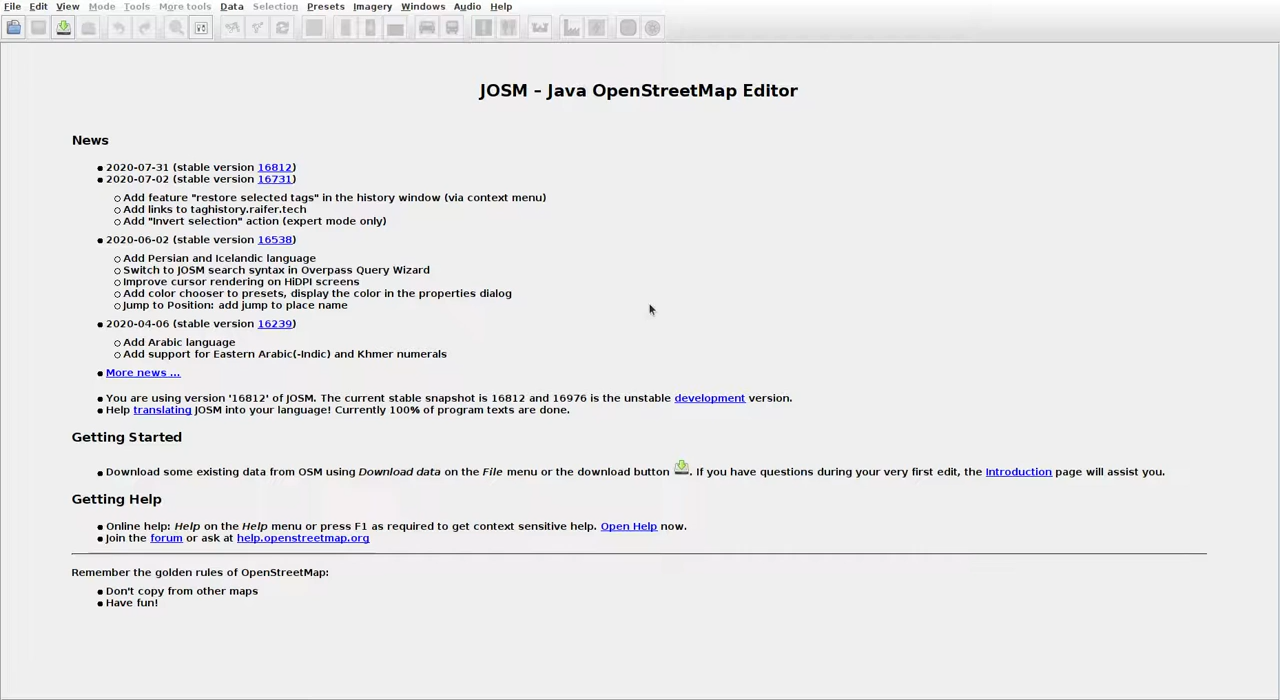 File Edit View Mode Tools More tools Data Selection Presets Imagery Windows Audio Help
JOSM – Java OpenStreetMap Editor
News
2020-07-31 (stable version 16812)
2020-07-02 (stable version 16731)
Add feature "restore selected tags" in the history window (via context menu)
Add links to taghistory.raifer.tech
Add "Invert selection" action (expert mode only)
2020-06-02 (stable version 16538)
Add Persian and Icelandic language
Switch to JOSM search syntax in Overpass Query Wizard
Improve cursor rendering on HiDPI screens
Add color chooser to presets, display the color in the properties dialog
Jump to Position: add jump to place name
2020-04-06 (stable version 16239)
Add Arabic language
Add support for Eastern Arabic(-Indic) and Khmer numerals
More news ...
You are using version '16812' of JOSM. The current stable snapshot is 16812 and 16976 is the unstable development version.
Help translating JOSM into your language! Currently 100% of program texts are done.
Getting Started
Download some existing data from OSM using Download data on the File menu or the download button . If you have questions during your very first edit, the Introduction page will assist you.
Getting Help
Online help: Help on the Help menu or press F1 as required to get context sensitive help. Open Help now.
Join the forum or ask at help.openstreetmap.org
Remember the golden rules of OpenStreetMap:
Don't copy from other maps
Have fun!